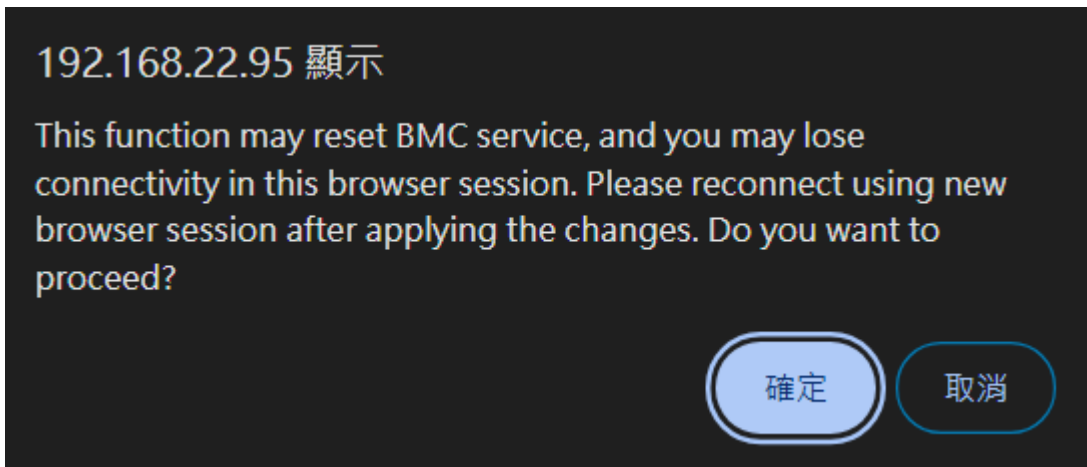 192.168.22.95 顯示
This function may reset BMC service, and you may lose
connectivity in this browser session. Please reconnect using new
browser session after applying the changes. Do you want to
proceed?
確定
取消